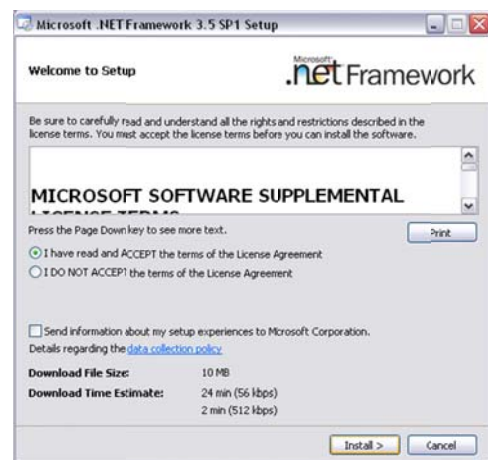 Microsoft .NET Framework 3.5 SP1 Setup
Welcome to Setup
Microsoft
.net Framework
Be sure to carefully read and understand all the rights and restrictions described in the
license terms. You must accept the license terms before you can install the software.
MICROSOFT SOFTWARE SUPPLEMENTAL
LICENSE TERMS
Press the Page Down key to see more text.
Print
I have read and ACCEPT the terms of the License Agreement
I DO NOT ACCEPT the terms of the License Agreement
Send information about my setup experiences to Microsoft Corporation.
Details regarding the data collection policy
Download File Size: 10 MB
Download Time Estimate: 24 min (56 kbps)
2 min (512 kbps)
Install >
Cancel